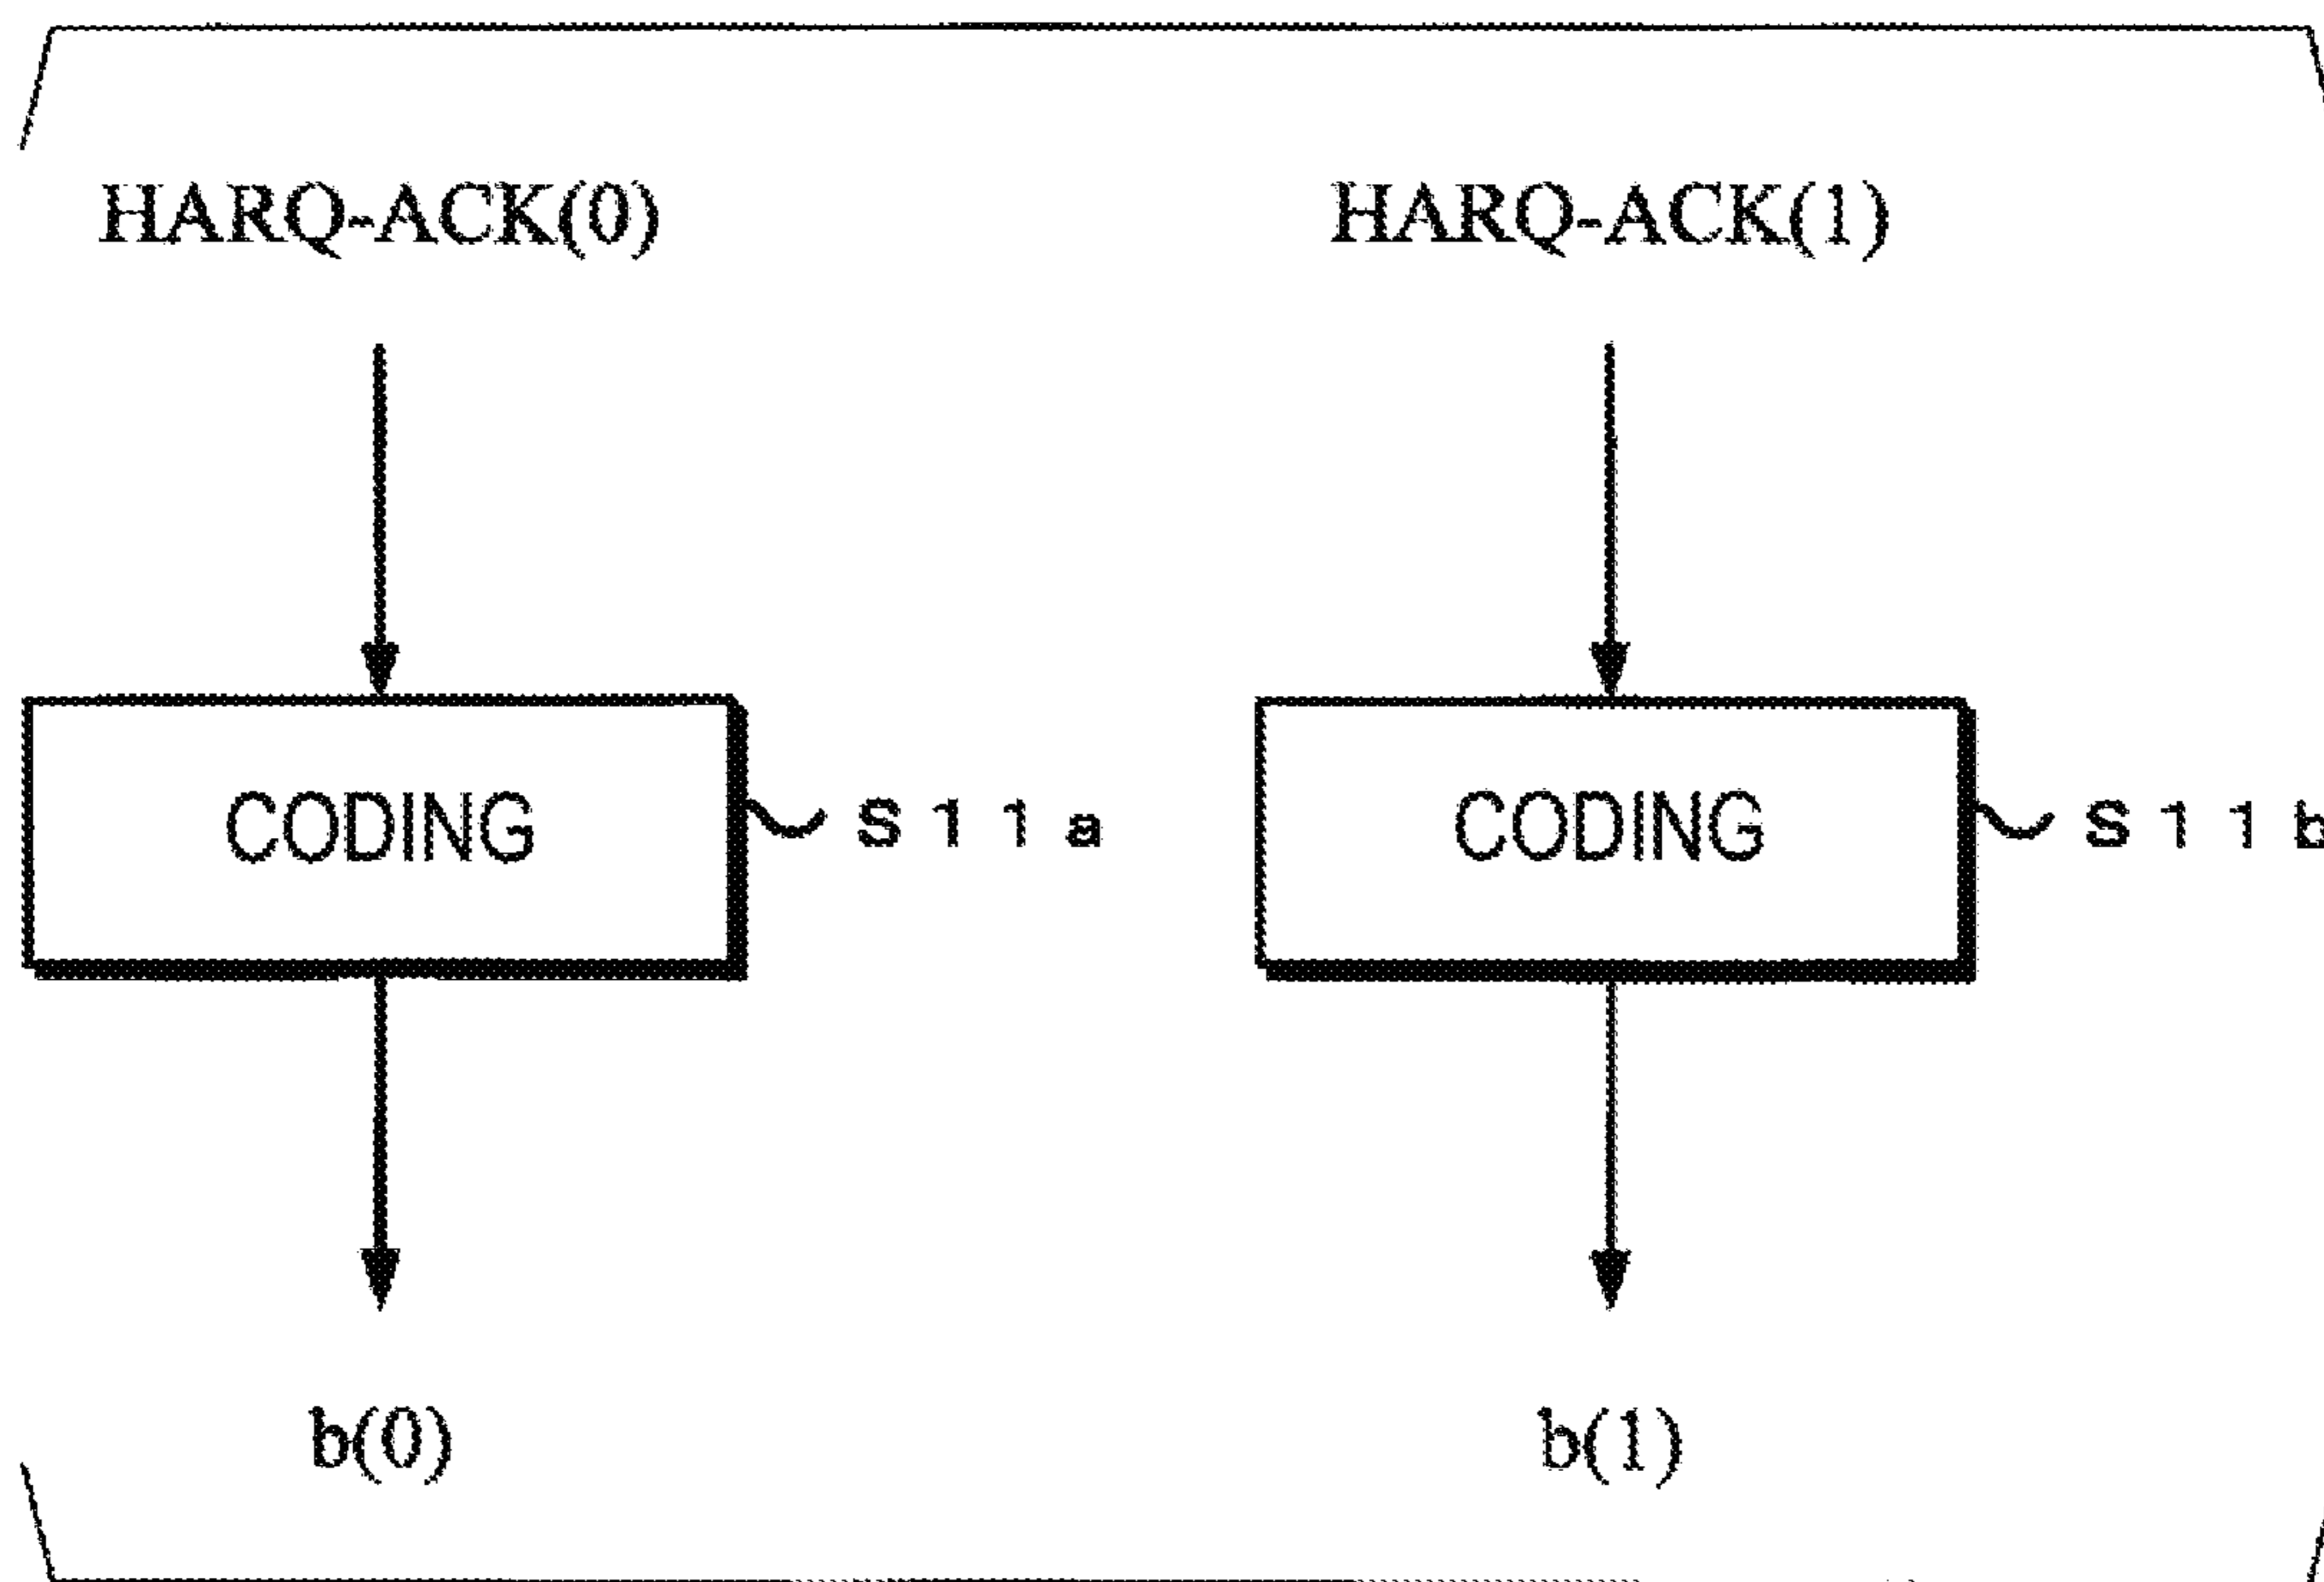 HARQ-ACK(0) HARQ-ACK(1)
CODING S11a CODING S11b
b(0) b(1)